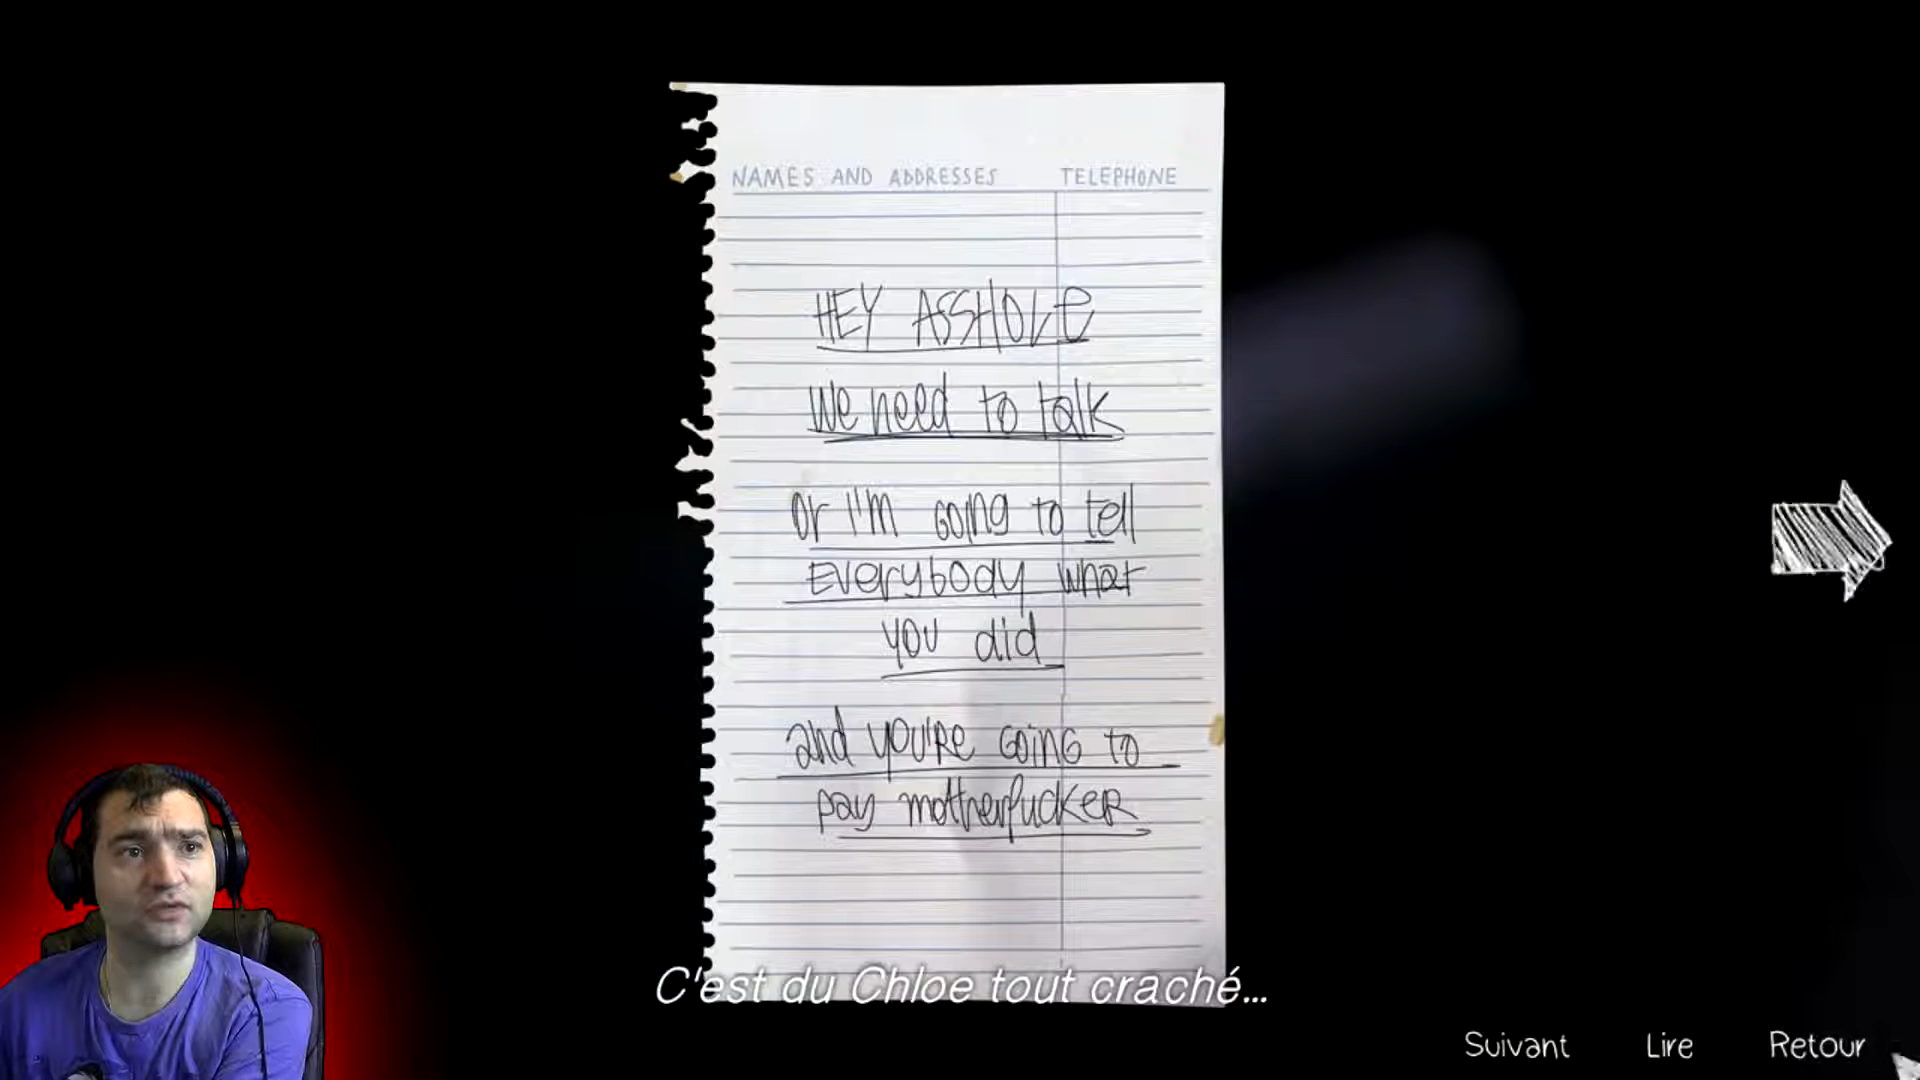 NAMES AND ADDRESSES TELEPHONE
HEY ASSHOLE
We need to talk
Or I'm going to tell
Everybody what
you did
and you're going to
pay motherfucker
C'est du Chloe tout craché...
Suivant Lire Retour